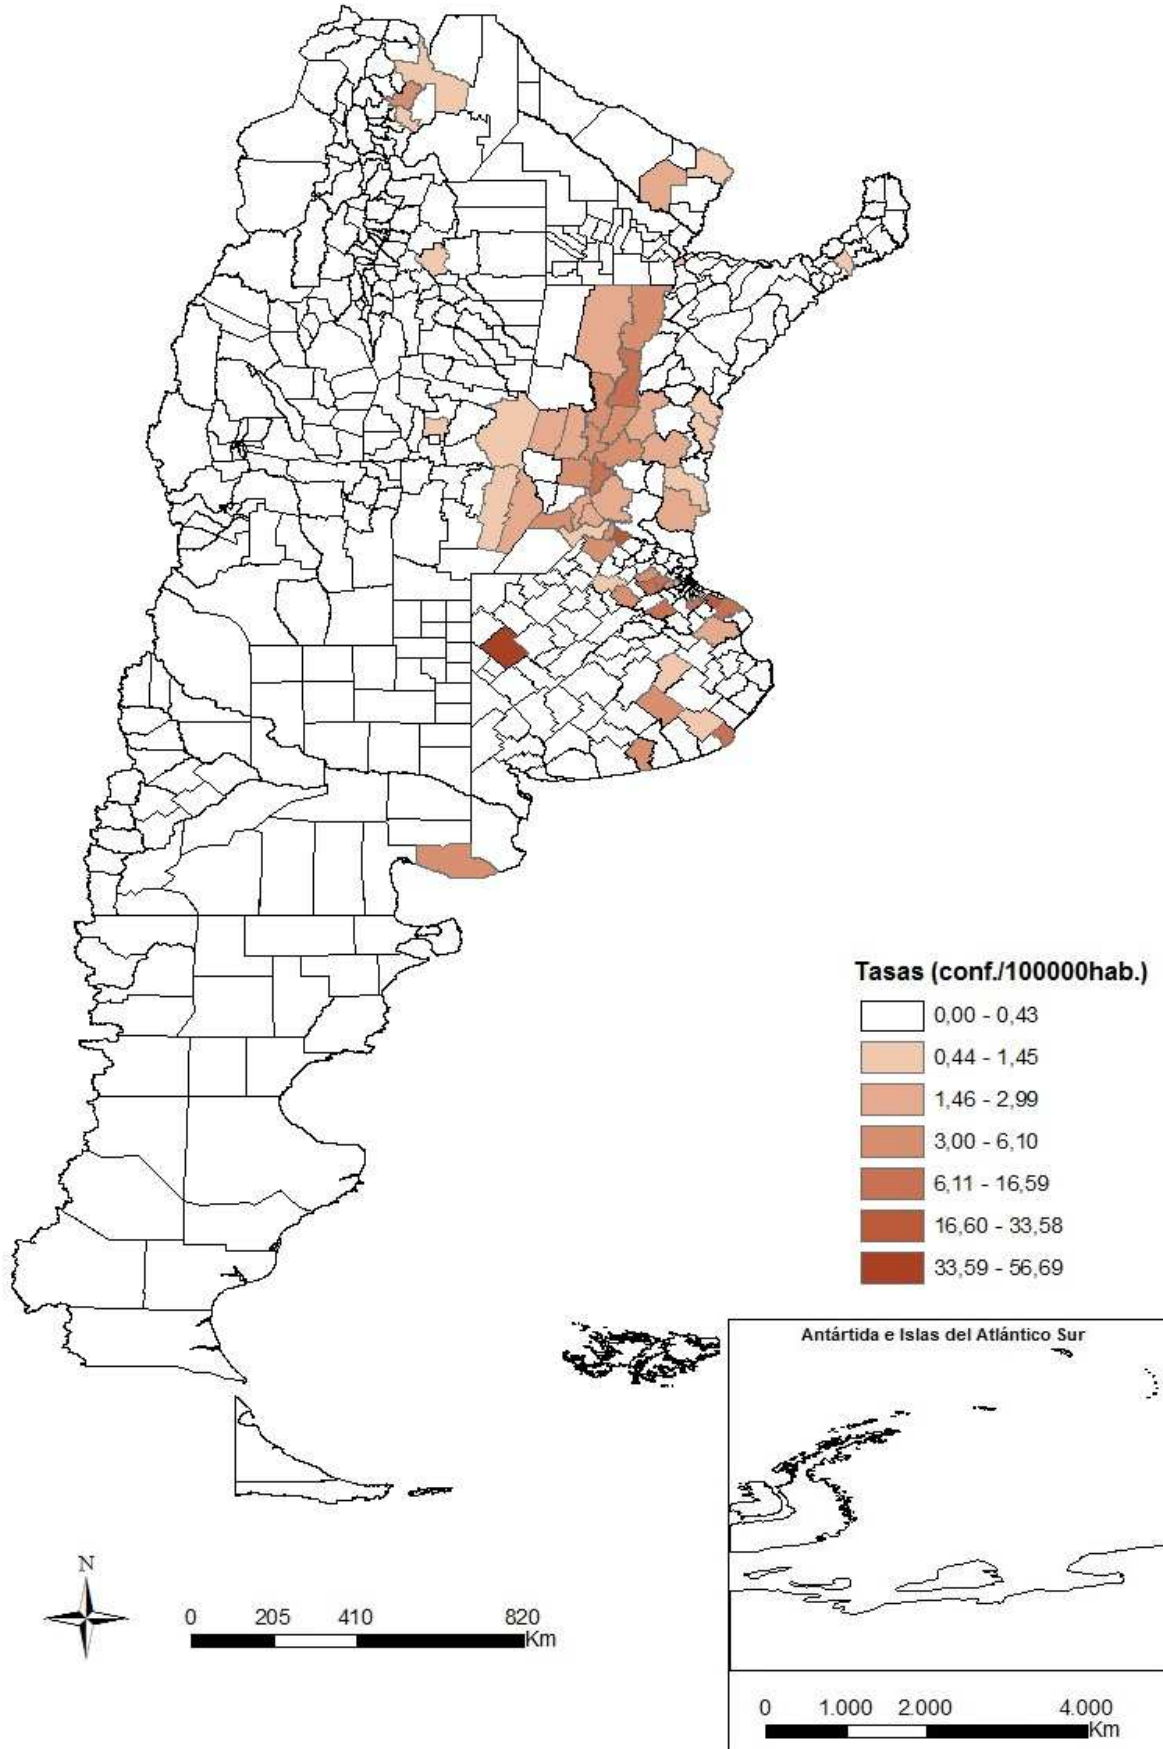 Tasas (conf./100000hab.)
0,00 - 0,43
0,44 - 1,45
1,46 - 2,99
3,00 - 6,10
6,11 - 16,59
16,60 - 33,58
33,59 - 56,69
Antártida e Islas del Atlántico Sur
N
0 205 410 820
Km
0 1.000 2.000 4.000
Km